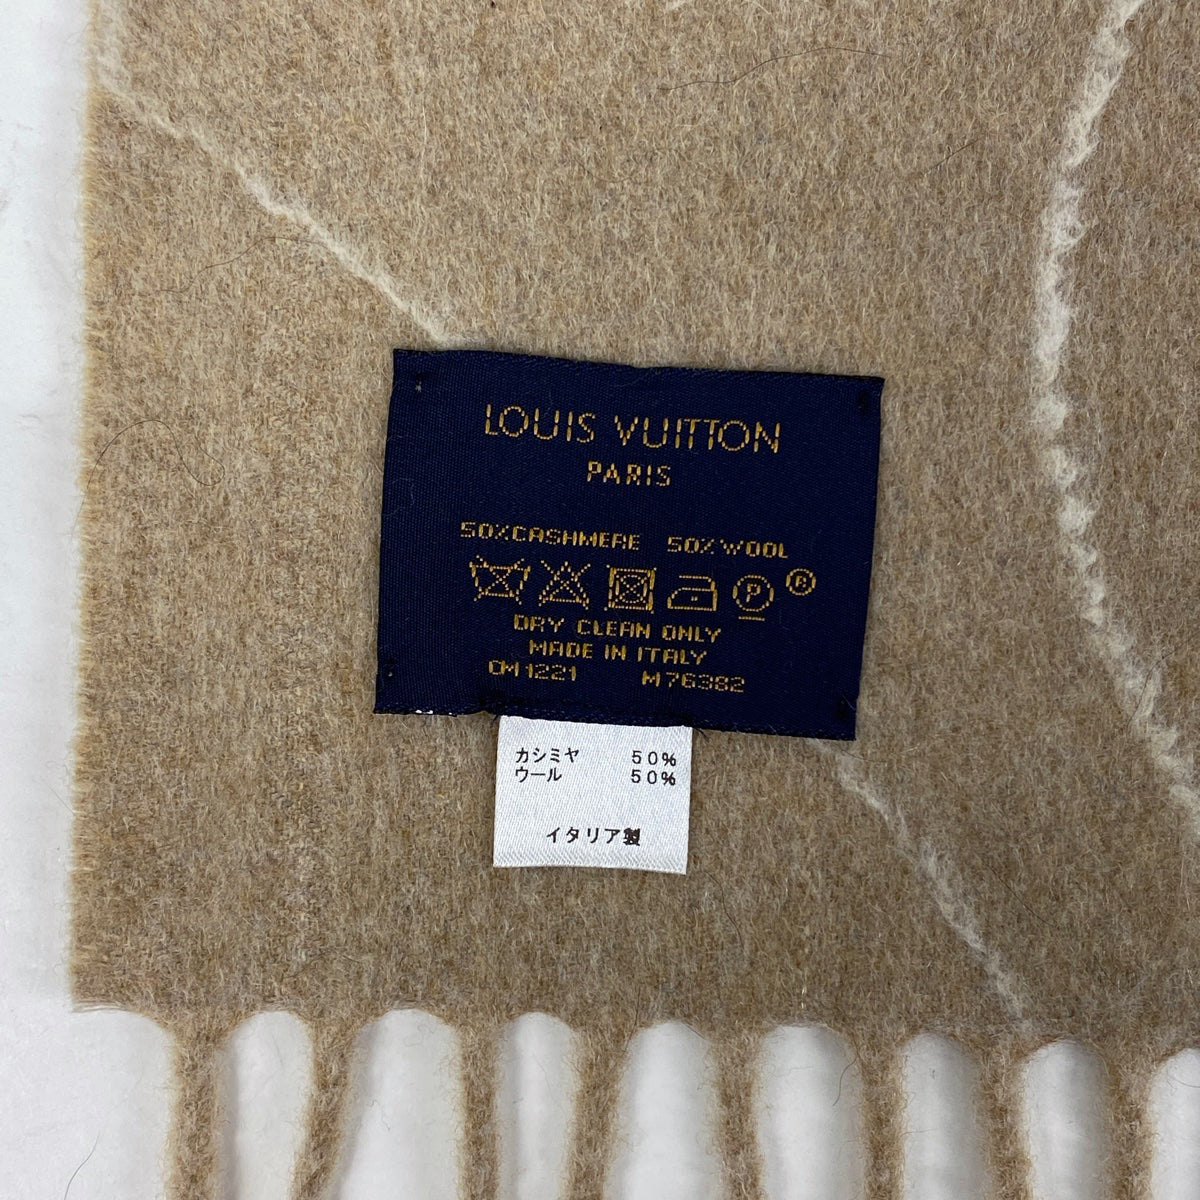 LOUIS VUITTON
PARIS
50%CASHMERE 50%WOOL
P ®
DRY CLEAN ONLY
MADE IN ITALY
CM1221 M76382
カシミヤ 50%
ウール 50%
イタリア製